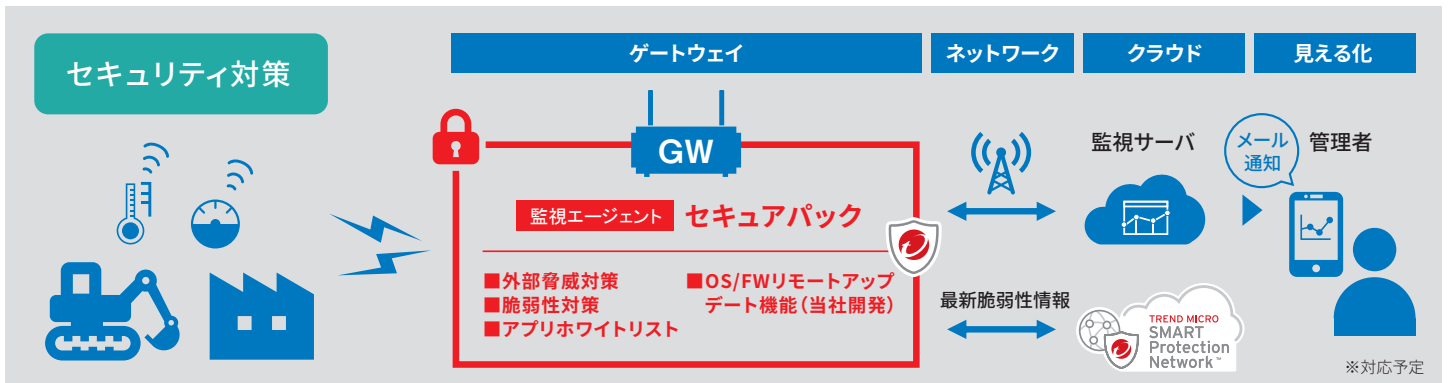 セキュリティ対策
ゲートウェイ
ネットワーク
クラウド
見える化
GW
監視エージェント セキュアパック
■外部脅威対策
■脆弱性対策
■アプリホワイトリスト
■OS/FWリモートアップ
デート機能（当社開発）
監視サーバ
メール
通知
管理者
最新脆弱性情報
TREND MICRO
SMART
Protection
Network™
※対応予定